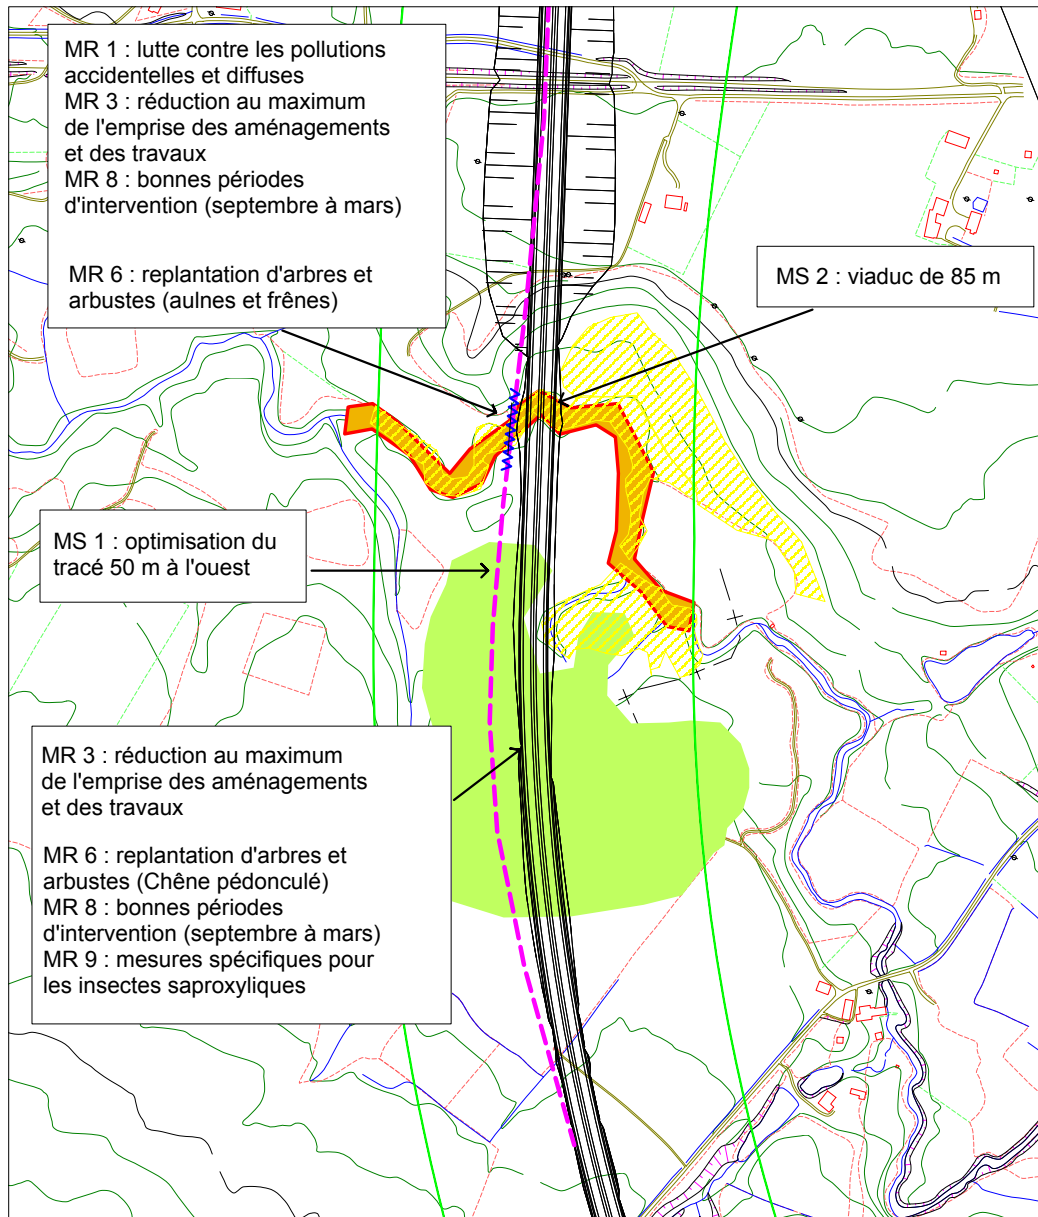 MR 1 : lutte contre les pollutions
accidentelles et diffuses
MR 3 : réduction au maximum
de l'emprise des aménagements
et des travaux
MR 8 : bonnes périodes
d'intervention (septembre à mars)
MR 6 : replantation d'arbres et
arbustes (aulnes et frênes)
MS 2 : viaduc de 85 m
MS 1 : optimisation du
tracé 50 m à l'ouest
MR 3 : réduction au maximum
de l'emprise des aménagements
et des travaux
MR 6 : replantation d'arbres et
arbustes (Chêne pédonculé)
MR 8 : bonnes périodes
d'intervention (septembre à mars)
MR 9 : mesures spécifiques pour
les insectes saproxyliques